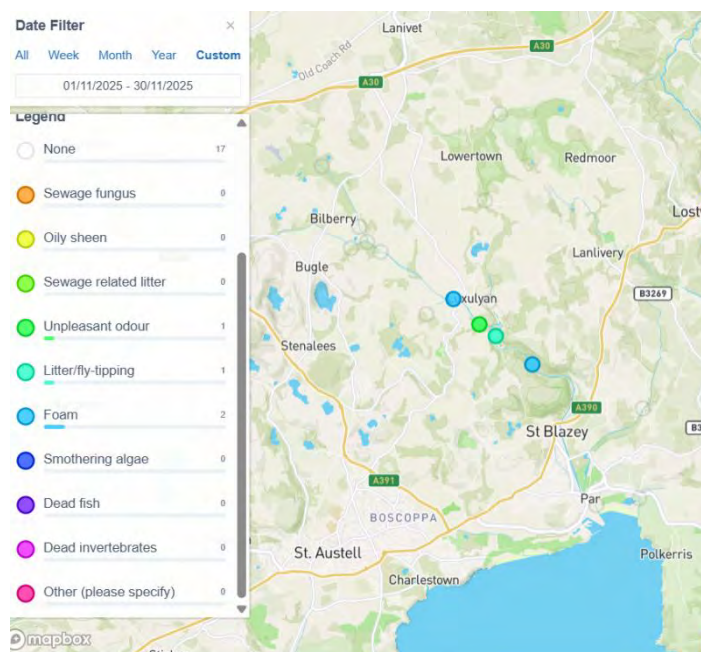 Date Filter ×
All Week Month Year Custom
01/11/2025 - 30/11/2025
Legend
None 17
Sewage fungus 0
Oily sheen 0
Sewage related litter 0
Unpleasant odour 1
Litter/fly-tipping 1
Foam 2
Smothering algae 0
Dead fish 0
Dead invertebrates 0
Other (please specify) 0
mapbox
Lanivet
A30
Old Coach Rd
A30
Lowertown
Redmoor
Bilberry
Lost
Lanlivery
Bugle
xulyan
B3269
Stenalees
A390
St Blazey
B3
A391
Par
BOSCOPPA
St. Austell
Polkerris
Charlestown